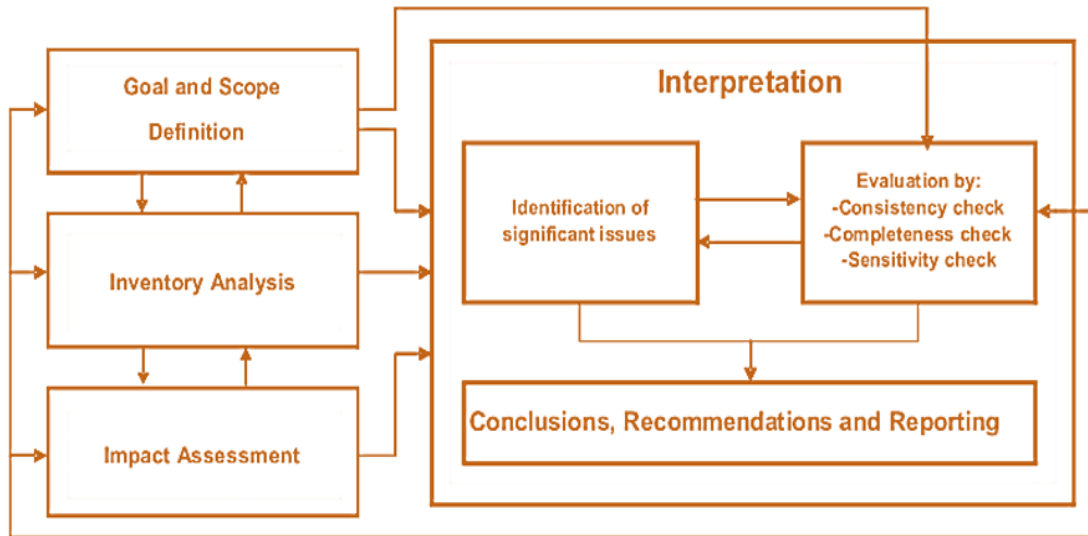 Goal and Scope
Definition
Inventory Analysis
Impact Assessment
Interpretation
Identification of
significant issues
Evaluation by:
-Consistency check
-Completeness check
-Sensitivity check
Conclusions, Recommendations and Reporting